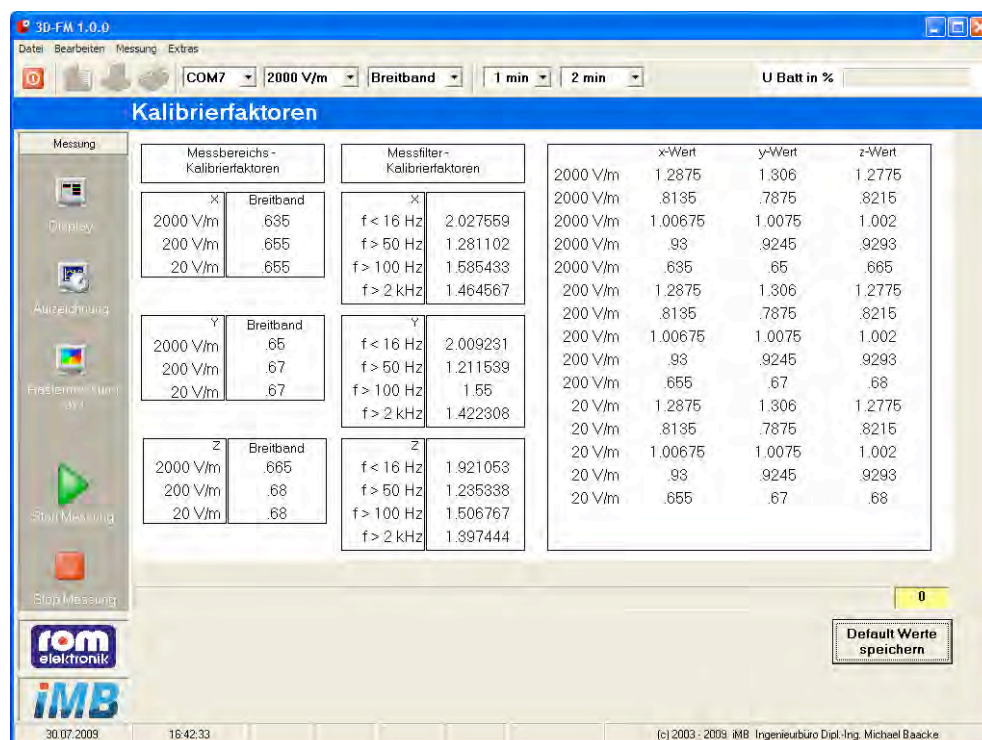 3D-FM 1.0.0
Datei Bearbeiten Messung Extras
COM7 2000 V/m Breitband 1 min 2 min U Batt in %
Kalibrierfaktoren
Messung
Display
Aufzeichnung
Start Messung
Stop Messung
rom
elektronik
iMB
Messbereichs-
Kalibrierfaktoren
X Breitband
2000 V/m .635
200 V/m .655
20 V/m .655
Y Breitband
2000 V/m .65
200 V/m .67
20 V/m .67
Z Breitband
2000 V/m .665
200 V/m .68
20 V/m .68
Messfilter-
Kalibrierfaktoren
X
f < 16 Hz 2.027559
f > 50 Hz 1.281102
f > 100 Hz 1.585433
f > 2 kHz 1.464567
Y
f < 16 Hz 2.009231
f > 50 Hz 1.211539
f > 100 Hz 1.55
f > 2 kHz 1.422308
Z
f < 16 Hz 1.921053
f > 50 Hz 1.235338
f > 100 Hz 1.506767
f > 2 kHz 1.397444
x-Wert y-Wert z-Wert
2000 V/m 1.2875 1.306 1.2775
2000 V/m .8135 .7875 .8215
2000 V/m 1.00675 1.0075 1.002
2000 V/m .93 .9245 .9293
2000 V/m .635 .65 .665
200 V/m 1.2875 1.306 1.2775
200 V/m .8135 .7875 .8215
200 V/m 1.00675 1.0075 1.002
200 V/m .93 .9245 .9293
200 V/m .655 .67 .68
20 V/m 1.2875 1.306 1.2775
20 V/m .8135 .7875 .8215
20 V/m 1.00675 1.0075 1.002
20 V/m .93 .9245 .9293
20 V/m .655 .67 .68
0
Default Werte
speichern
30.07.2009 16:42:33 (c) 2003 - 2009 iMB Ingenieurbüro Dipl.-Ing. Michael Baacke